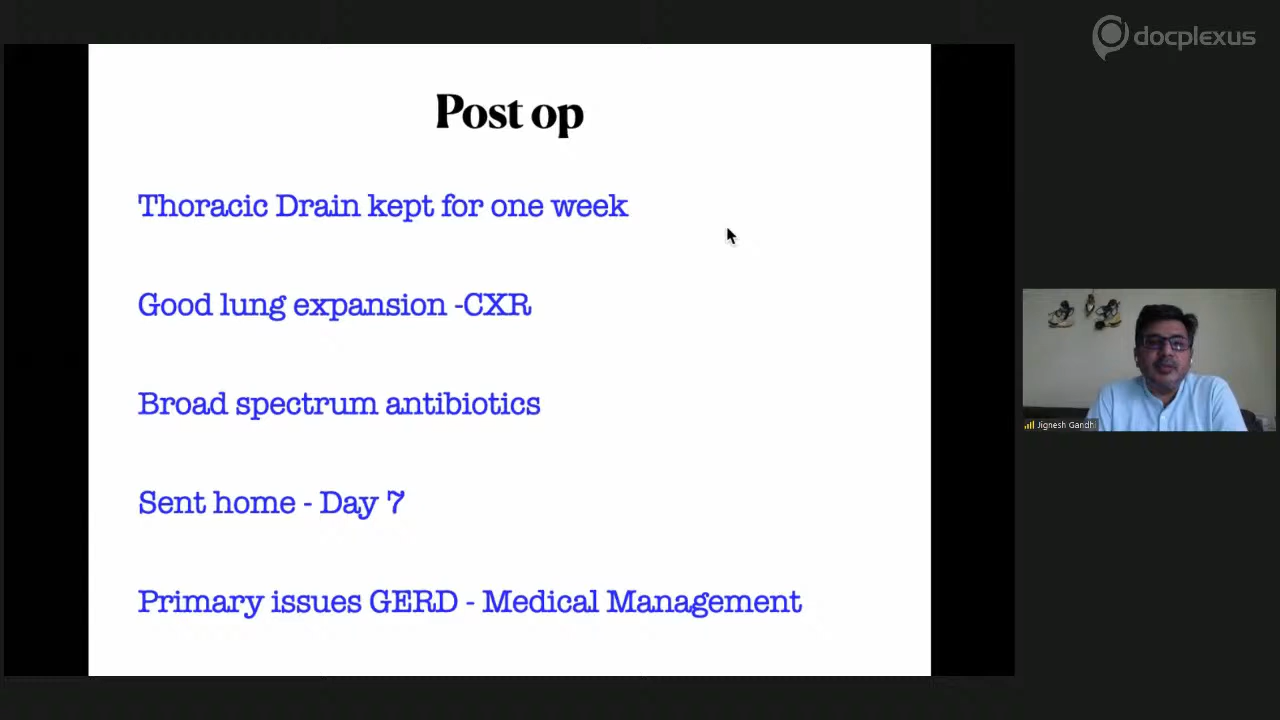 docplexus
Post op
Thoracic Drain kept for one week
Good lung expansion -CXR
Broad spectrum antibiotics
Sent home - Day 7
Primary issues GERD - Medical Management
Jignesh Gandhi